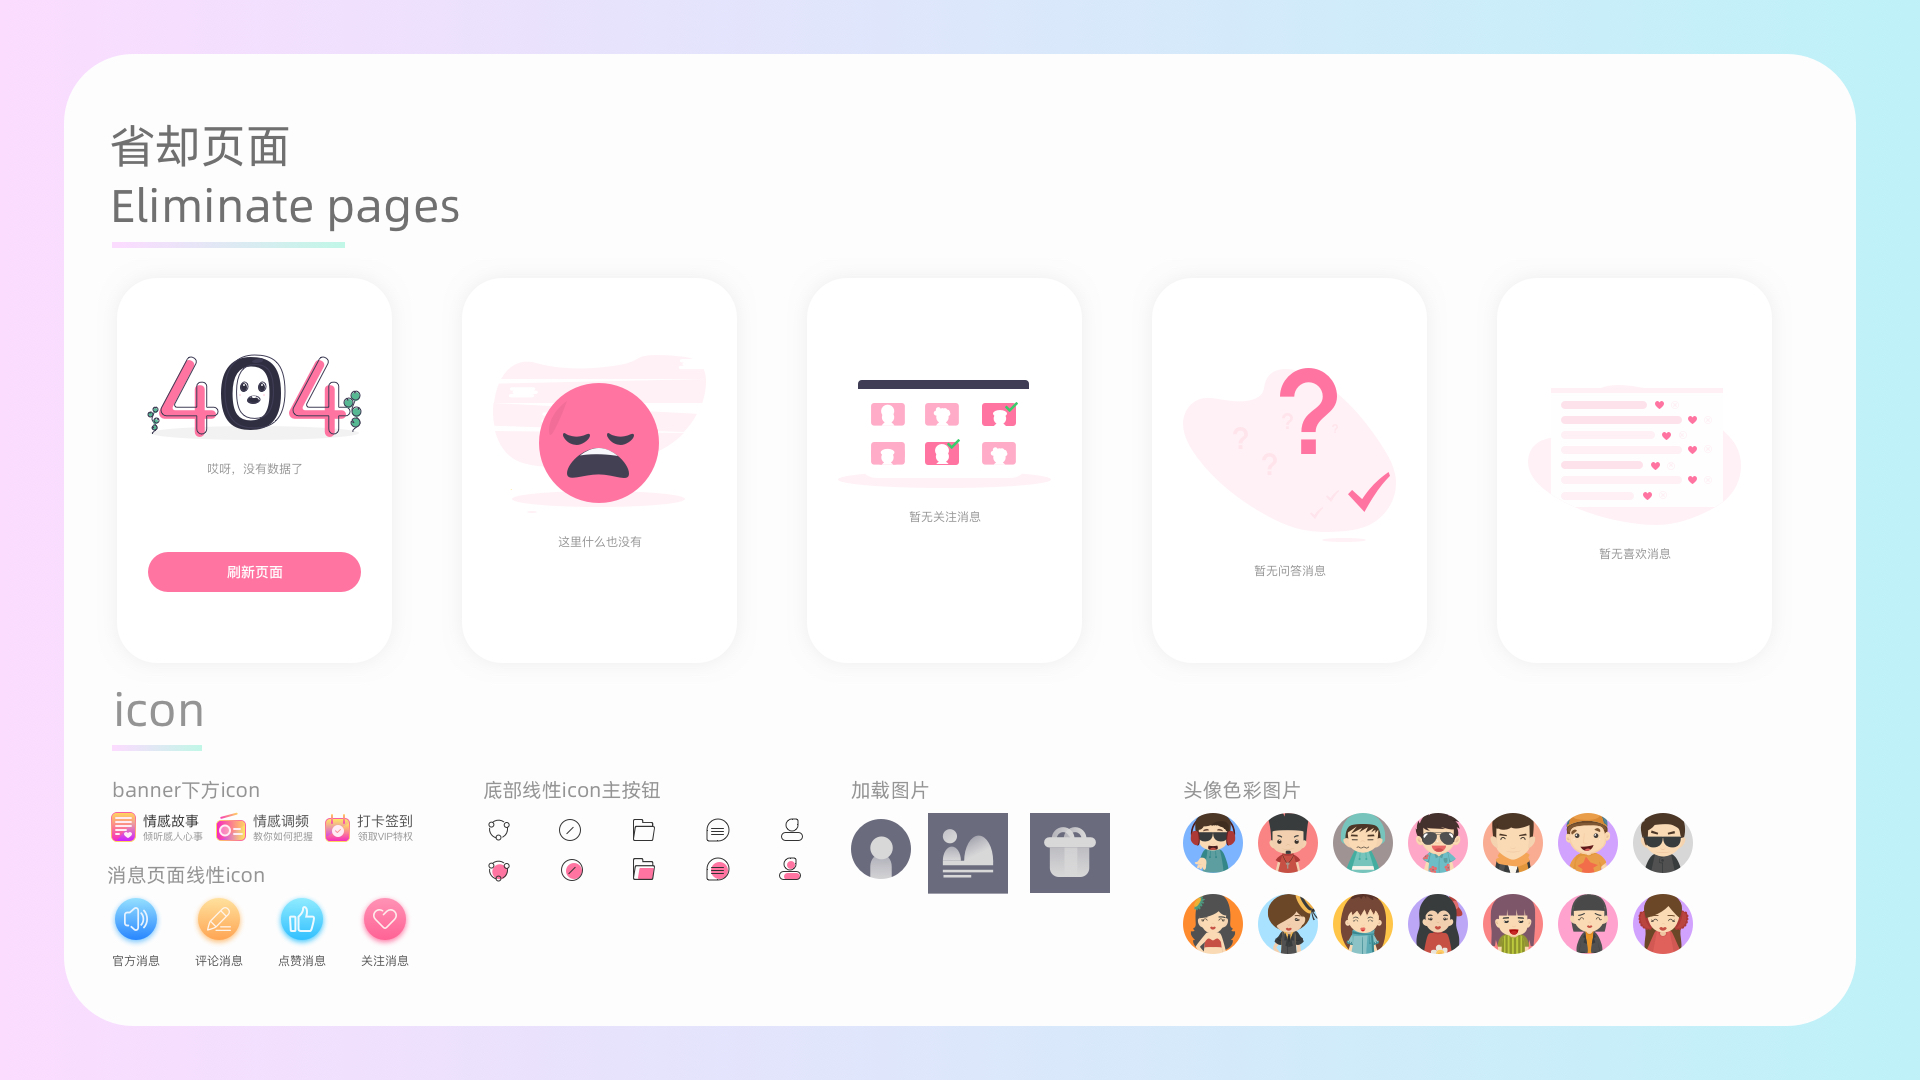 省却页面
Eliminate pages
404
哎呀，没有数据了
刷新页面
这里什么也没有
暂无关注消息
暂无问答消息
暂无喜欢消息
icon
banner下方icon
情感故事
倾听感人心事
情感调频
教你如何把握
打卡签到
领取VIP特权
消息页面线性icon
官方消息
评论消息
点赞消息
关注消息
底部线性icon主按钮
加载图片
头像色彩图片